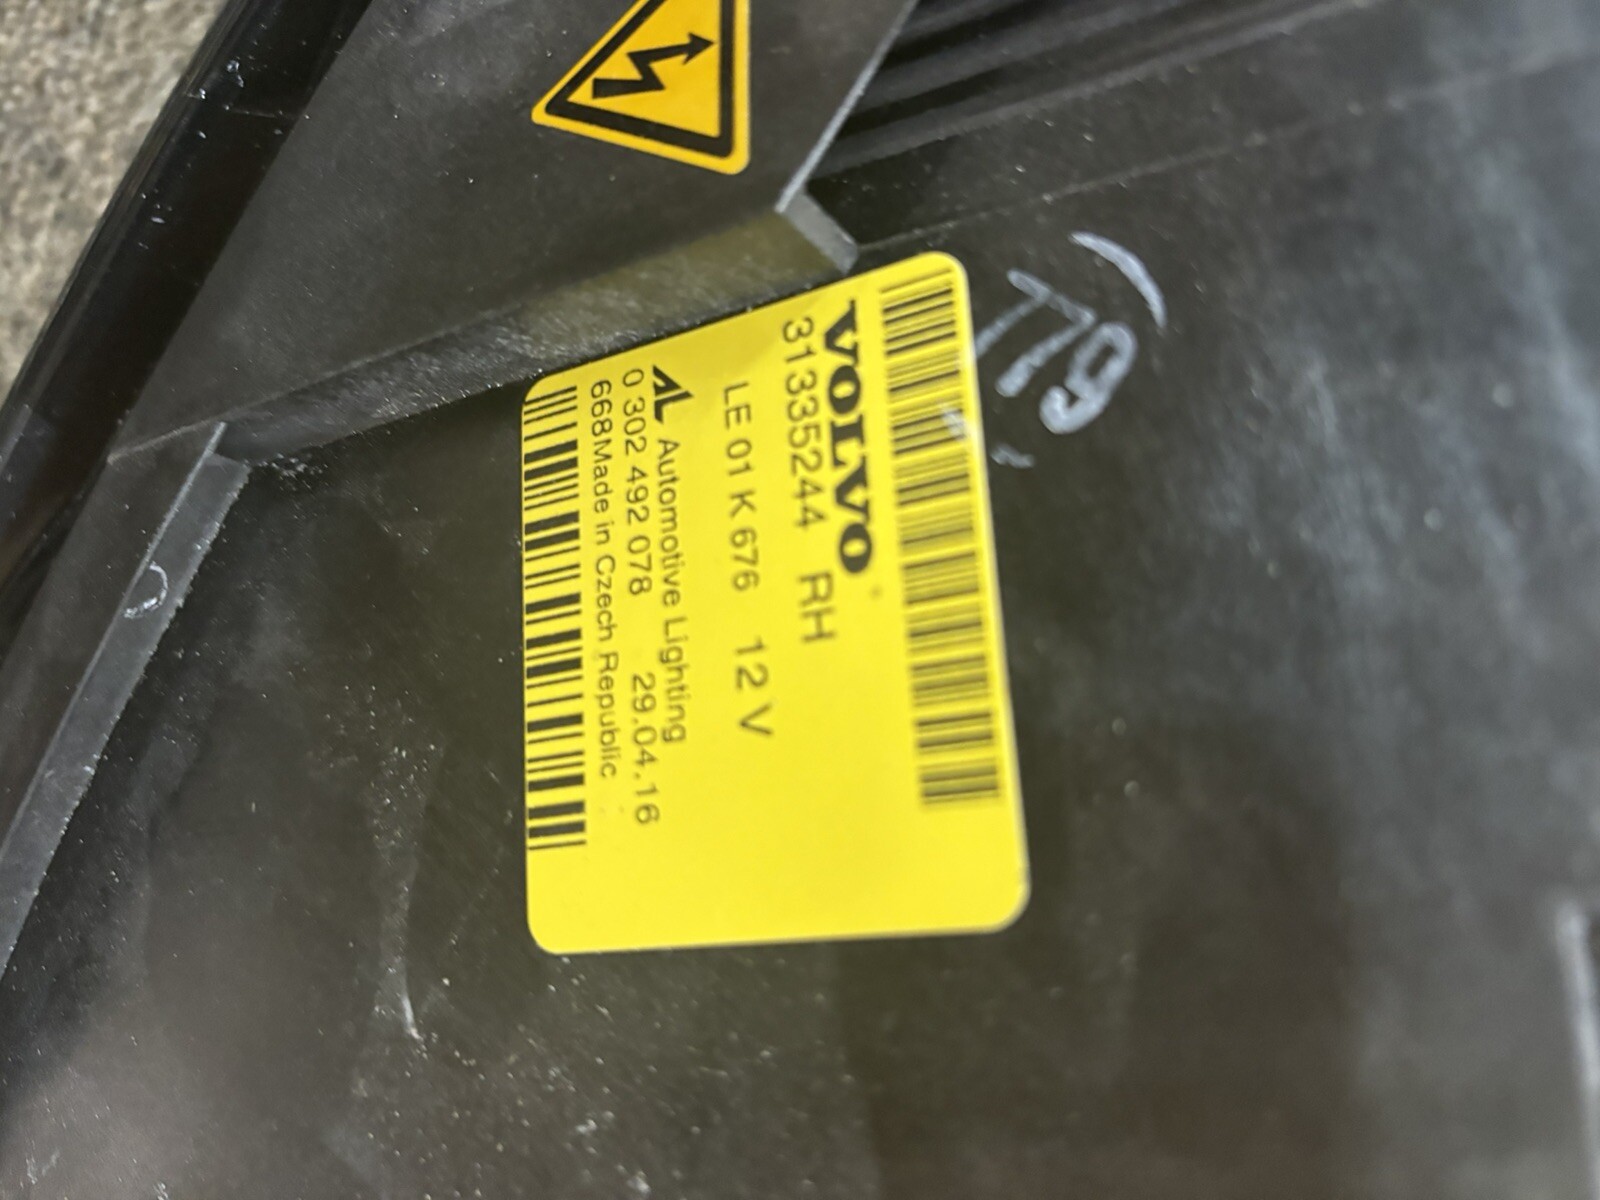 VOLVO
31335244 RH
LE 01 K 676 12 V
AL Automotive Lighting
0 302 492 078 29.04.16
668Made in Czech Republic
779